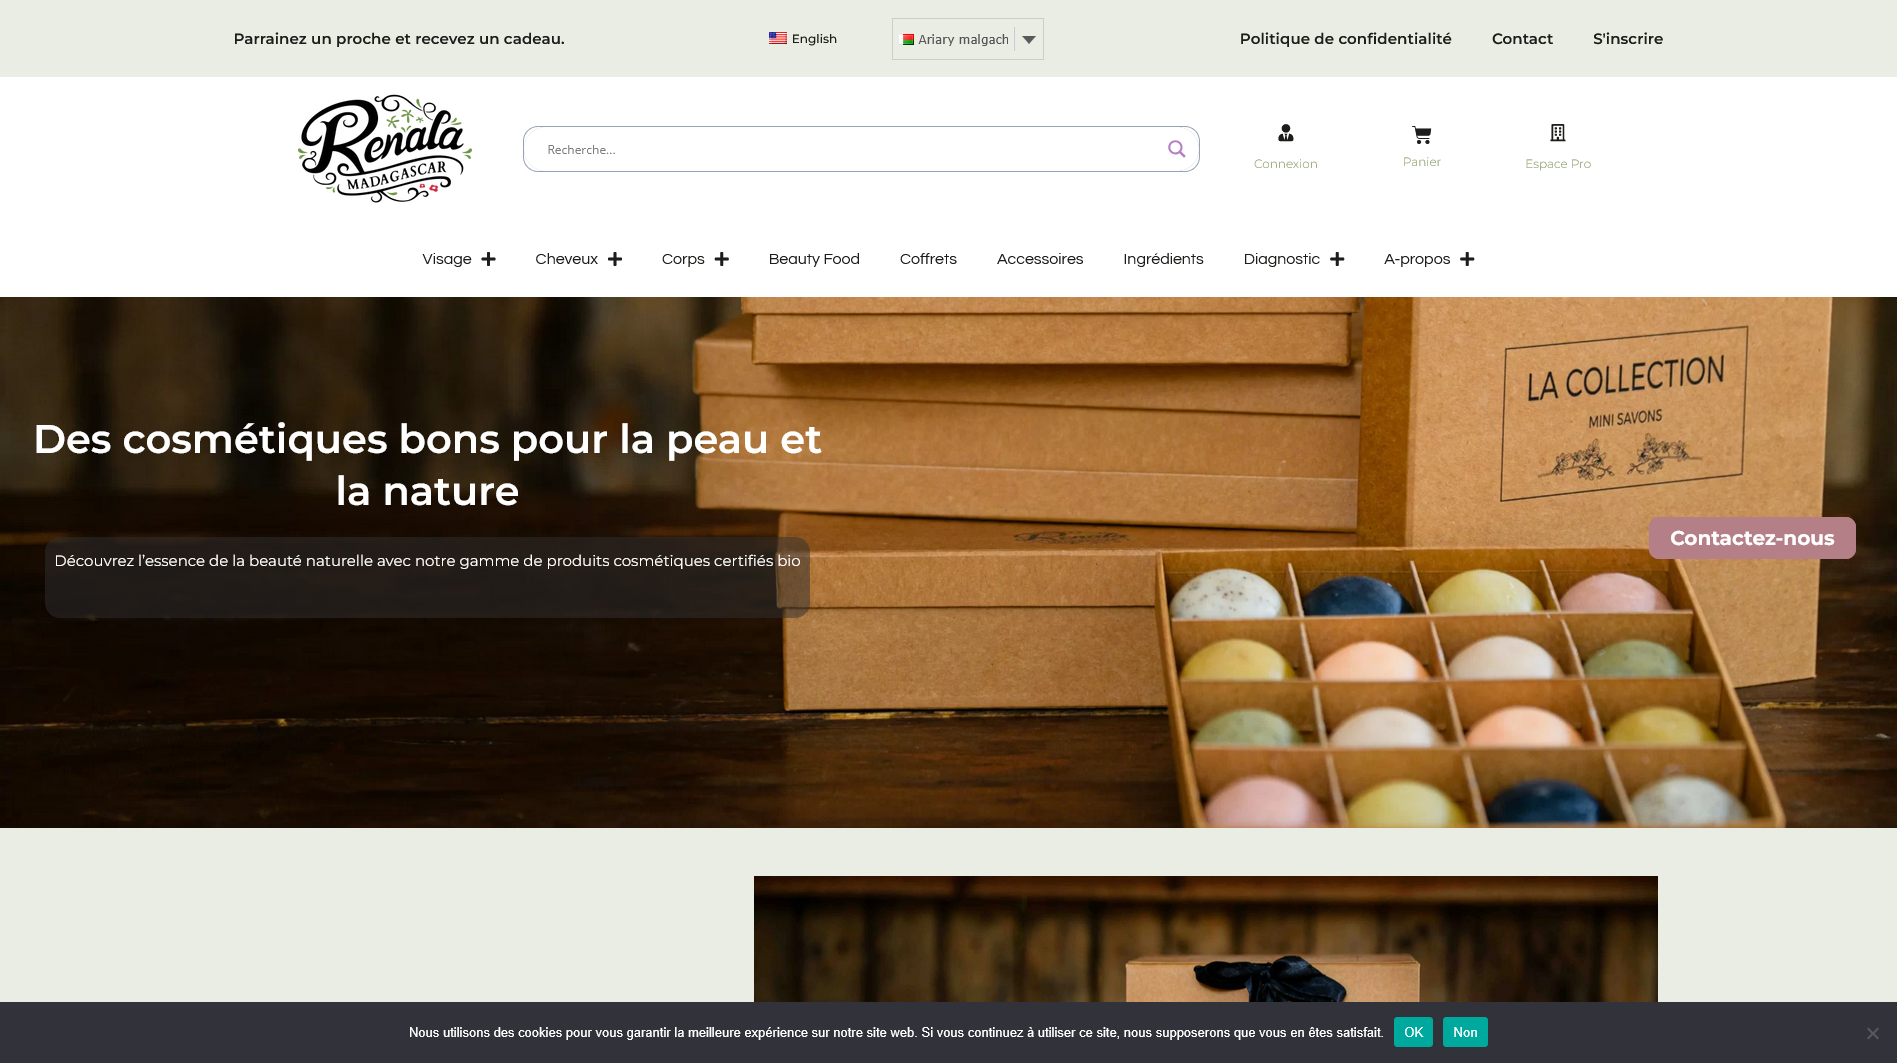 Parrainez un proche et recevez un cadeau.
English
Ariary malgach
Politique de confidentialité
Contact
S'inscrire
Renala
MADAGASCAR
Recherche...
Connexion
Panier
Espace Pro
Visage
Cheveux
Corps
Beauty Food
Coffrets
Accessoires
Ingrédients
Diagnostic
A-propos
LA COLLECTION
MINI SAVONS
Des cosmétiques bons pour la peau et
la nature
Contactez-nous
Découvrez l'essence de la beauté naturelle avec notre gamme de produits cosmétiques certifiés bio
Nous utilisons des cookies pour vous garantir la meilleure expérience sur notre site web. Si vous continuez à utiliser ce site, nous supposerons que vous en êtes satisfait.
OK
Non